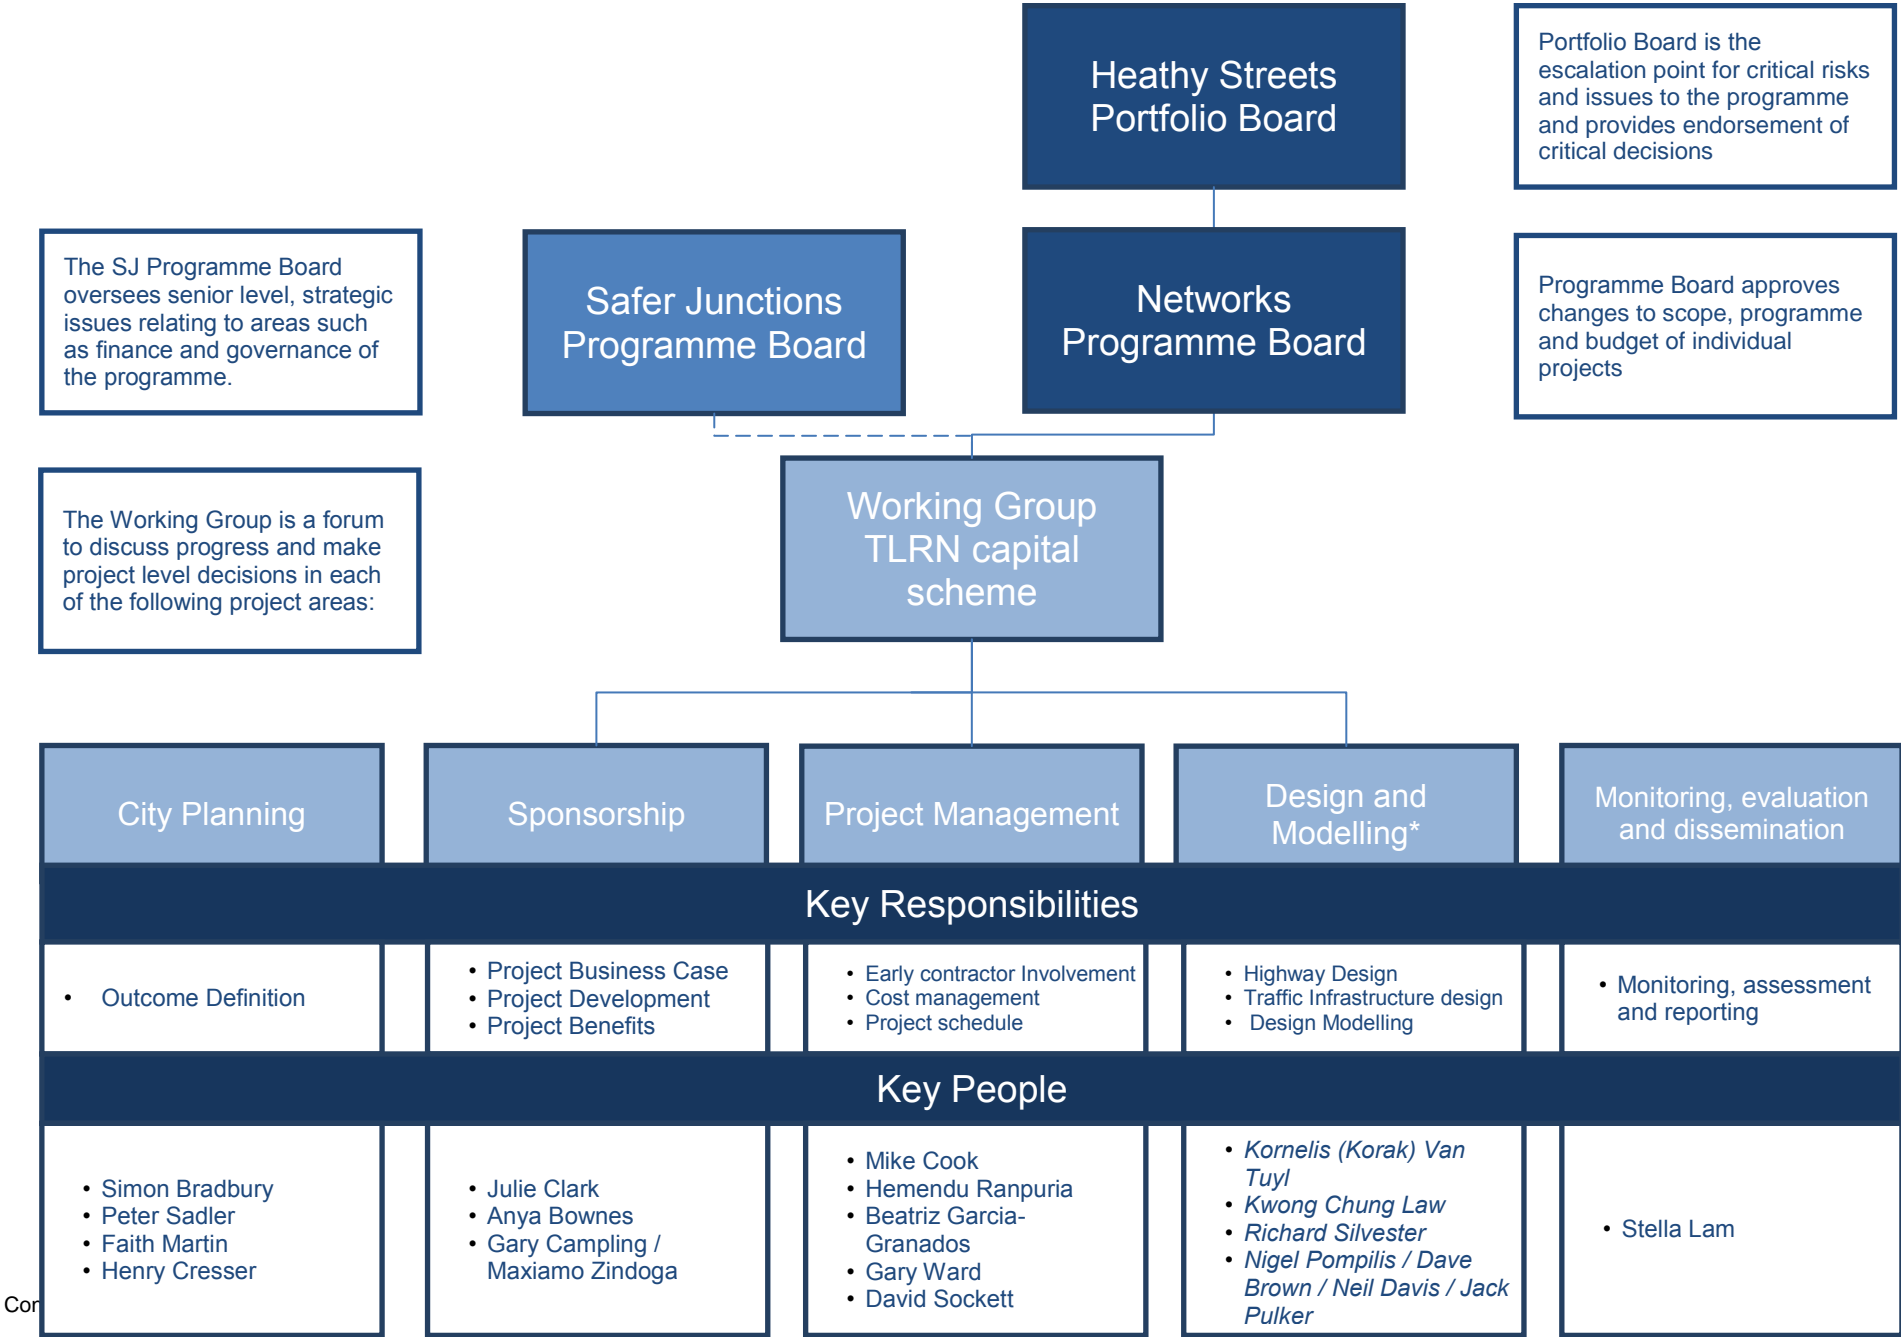 Heathy Streets
Portfolio Board
Portfolio Board is the
escalation point for critical risks
and issues to the programme
and provides endorsement of
critical decisions
The SJ Programme Board
oversees senior level, strategic
issues relating to areas such
as finance and governance of
the programme.
Safer Junctions
Programme Board
Networks
Programme Board
Programme Board approves
changes to scope, programme
and budget of individual
projects
The Working Group is a forum
to discuss progress and make
project level decisions in each
of the following project areas:
Working Group
TLRN capital
scheme
City Planning
Sponsorship
Project Management
Design and
Modelling*
Monitoring, evaluation
and dissemination
Key Responsibilities
• Outcome Definition
• Project Business Case
• Project Development
• Project Benefits
• Early contractor Involvement
• Cost management
• Project schedule
• Highway Design
• Traffic Infrastructure design
• Design Modelling
• Monitoring, assessment
and reporting
Key People
• Simon Bradbury
• Peter Sadler
• Faith Martin
• Henry Cresser
• Julie Clark
• Anya Bownes
• Gary Campling /
Maxiamo Zindoga
• Mike Cook
• Hemendu Ranpuria
• Beatriz Garcia-
Granados
• Gary Ward
• David Sockett
• Kornelis (Korak) Van
Tuyl
• Kwong Chung Law
• Richard Silvester
• Nigel Pompilis / Dave
Brown / Neil Davis / Jack
Pulker
• Stella Lam
Cor